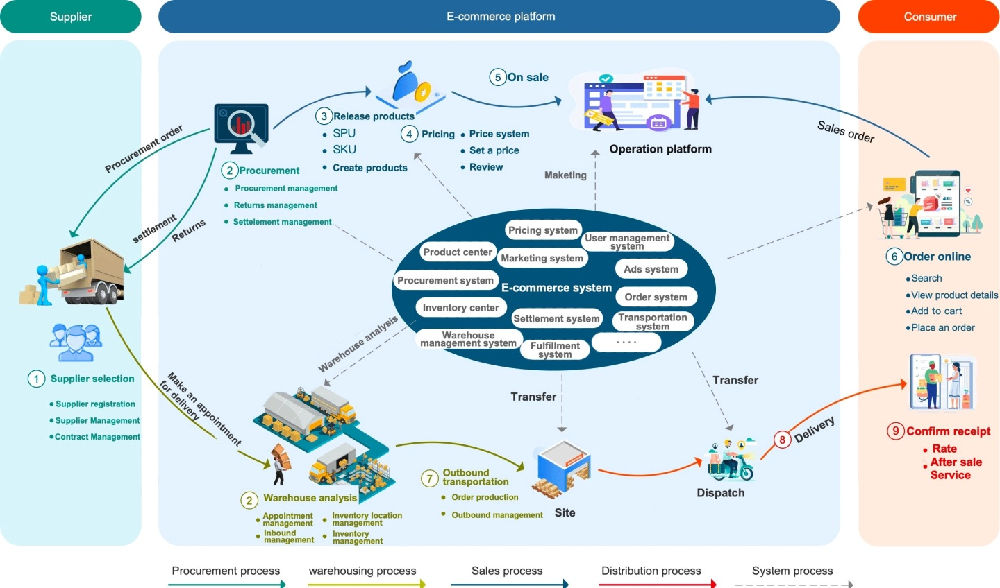 Supplier
E-commerce platform
Consumer
Procurement order
settlement
Returns
1
Supplier selection
Supplier registration
Supplier Management
Contract Management
Make an appointment
for delivery
2
Procurement
Procurement management
Returns management
Settelement management
3
Release products
SPU
SKU
Create products
4
Pricing
Price system
Set a price
Review
5
On sale
Operation platform
Maketing
Sales order
Pricing system
User management
system
Product center
Marketing system
Ads system
Procurement system
E-commerce system
Order system
Inventory center
Settlement system
Transportation
system
Warehouse
management system
Fulfillment
system
....
Warehouse analysis
Transfer
Transfer
6
Order online
Search
View product details
Add to cart
Place an order
2
Warehouse analysis
Appointment
management
Inbound
management
Inventory location
management
Inventory
management
7
Outbound
transportation
Order production
Outbound management
Site
Dispatch
8
Delivery
9
Confirm receipt
Rate
After sale
Service
Procurement process
warehousing process
Sales process
Distribution process
System process